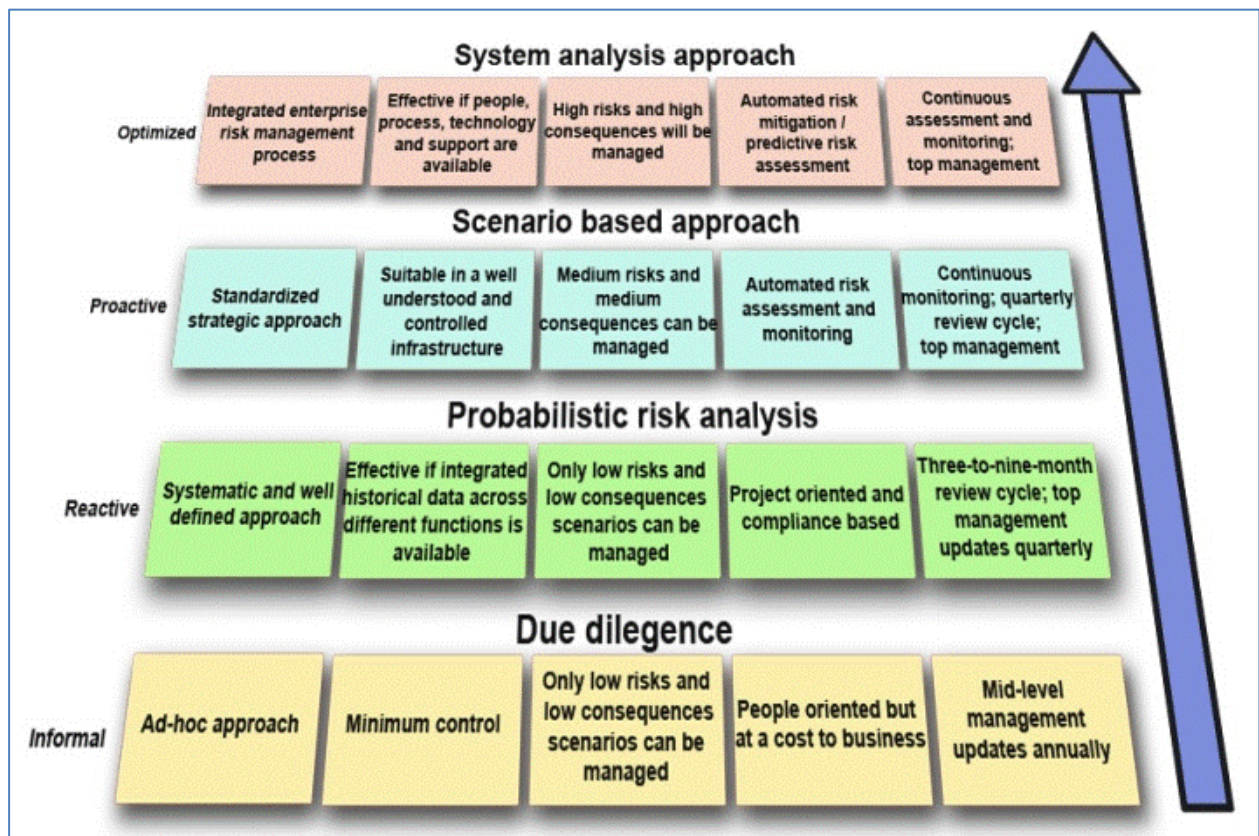 System analysis approach
Optimized
Integrated enterprise
risk management
process
Effective if people,
process, technology
and support are
available
High risks and high
consequences will be
managed
Automated risk
mitigation /
predictive risk
assessment
Continuous
assessment and
monitoring;
top management
Scenario based approach
Proactive
Standardized
strategic approach
Suitable in a well
understood and
controlled
infrastructure
Medium risks and
medium
consequences can be
managed
Automated risk
assessment and
monitoring
Continuous
monitoring; quarterly
review cycle;
top management
Probabilistic risk analysis
Reactive
Systematic and well
defined approach
Effective if integrated
historical data across
different functions is
available
Only low risks and
low consequences
scenarios can be
managed
Project oriented and
compliance based
Three-to-nine-month
review cycle; top
management
updates quarterly
Due dilegence
Informal
Ad-hoc approach
Minimum control
Only low risks and
low consequences
scenarios can be
managed
People oriented but
at a cost to business
Mid-level
management
updates annually